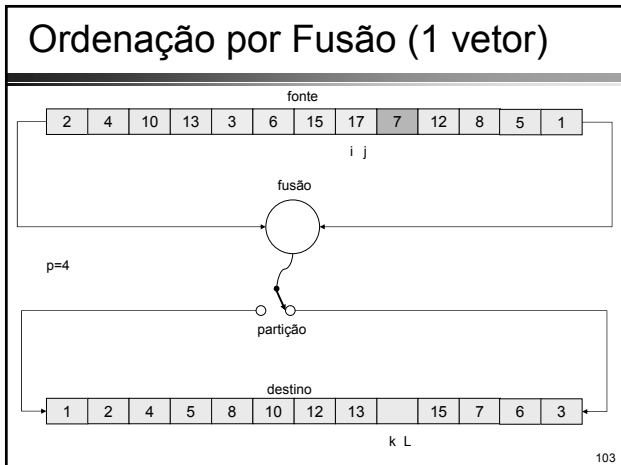 Ordenação por Fusão (1 vetor)
fonte
2 4 10 13 3 6 15 17 7 12 8 5 1
i j
fusão
p=4
partição
destino
1 2 4 5 8 10 12 13 15 7 6 3
k L
103